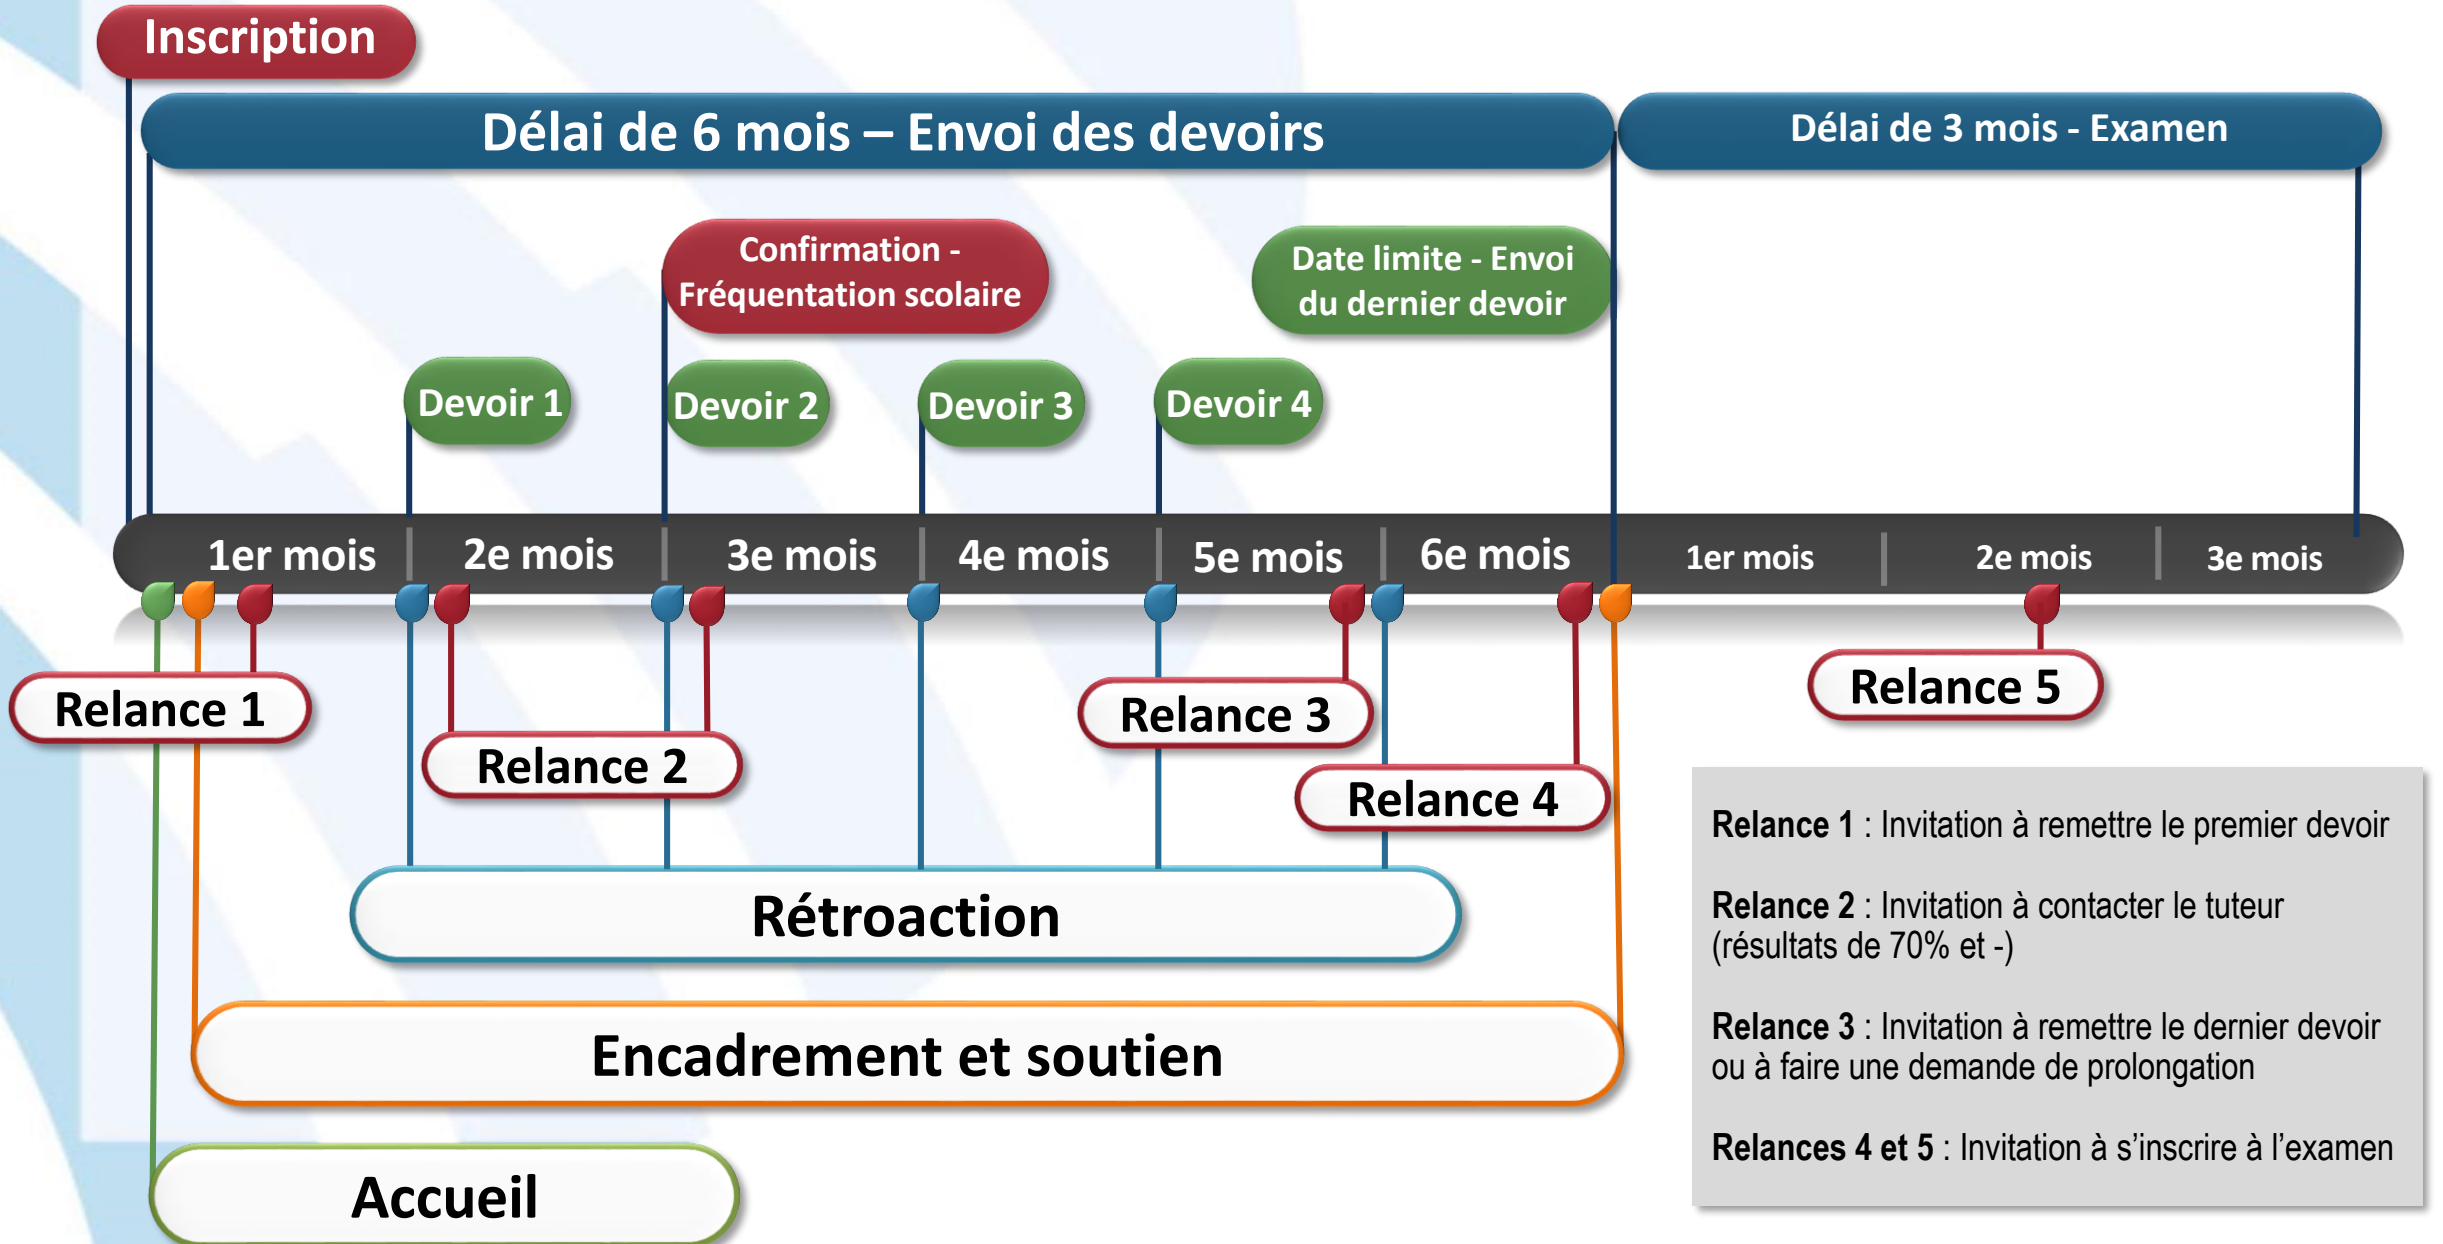 Inscription
Délai de 6 mois – Envoi des devoirs
Délai de 3 mois - Examen
Confirmation -
Fréquentation scolaire
Date limite - Envoi
du dernier devoir
Devoir 1
Devoir 2
Devoir 3
Devoir 4
1er mois
2e mois
3e mois
4e mois
5e mois
6e mois
1er mois
2e mois
3e mois
Relance 1
Relance 2
Relance 3
Relance 4
Relance 5
Rétroaction
Encadrement et soutien
Accueil
Relance 1 : Invitation à remettre le premier devoir
Relance 2 : Invitation à contacter le tuteur
(résultats de 70% et -)
Relance 3 : Invitation à remettre le dernier devoir
ou à faire une demande de prolongation
Relances 4 et 5 : Invitation à s’inscrire à l’examen